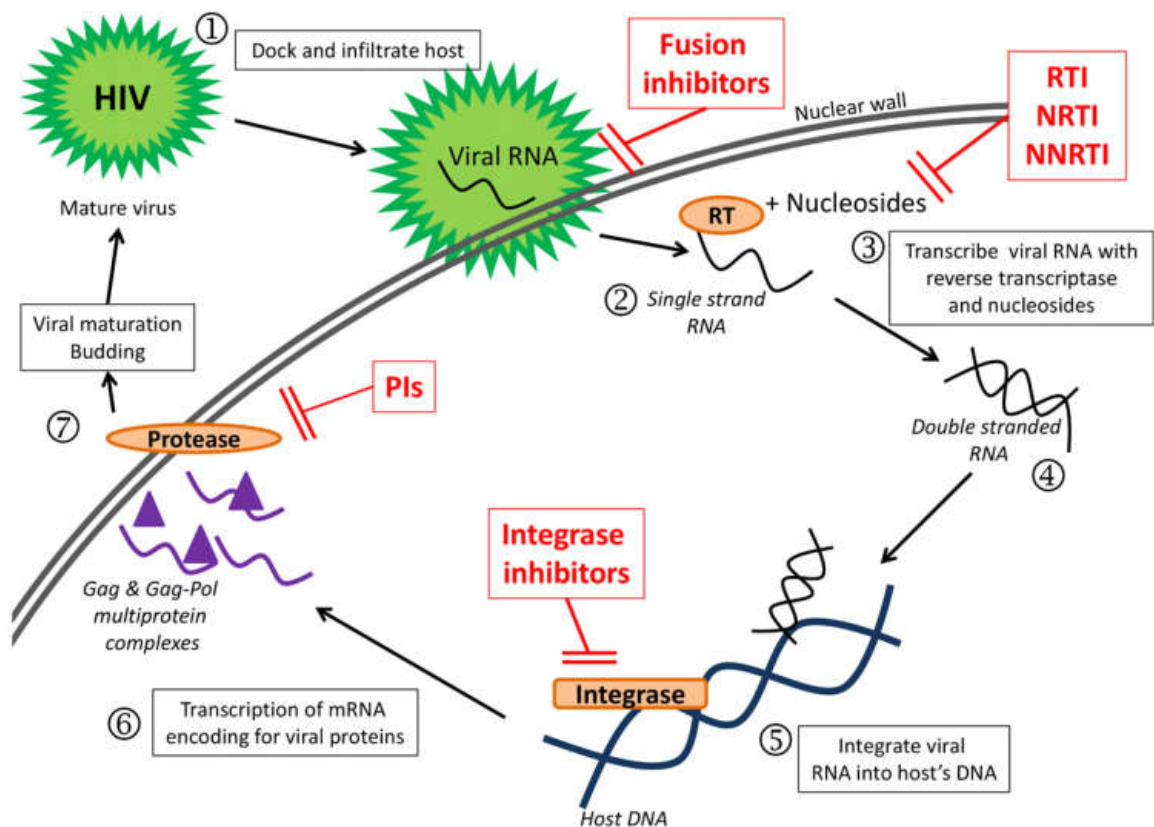 ①
Dock and infiltrate host
HIV
Mature virus
Viral RNA
Fusion
inhibitors
Nuclear wall
RTI
NRTI
NNRTI
RT
+ Nucleosides
②
Single strand
RNA
③
Transcribe viral RNA with
reverse transcriptase
and nucleosides
Double stranded
RNA
④
Integrase
inhibitors
Integrase
⑤
Integrate viral
RNA into host's DNA
Host DNA
⑥
Transcription of mRNA
encoding for viral proteins
Gag & Gag-Pol
multiprotein
complexes
PIs
Protease
⑦
Viral maturation
Budding